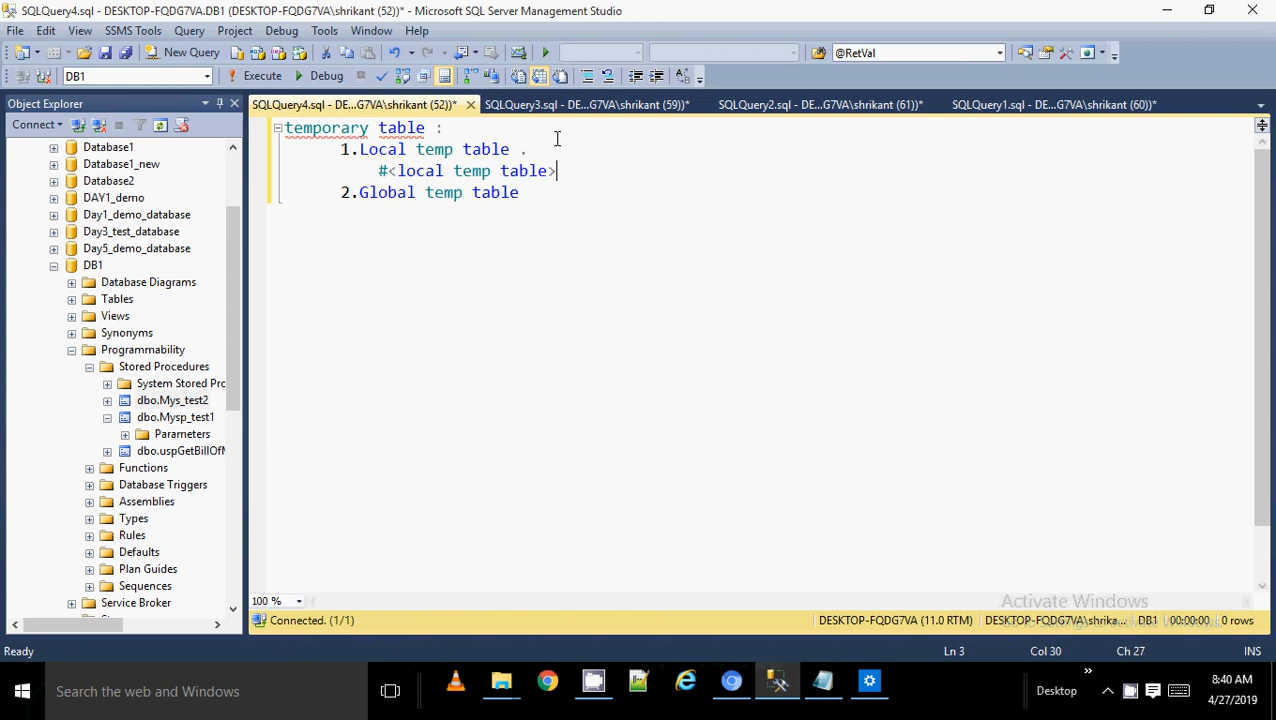 SQLQuery4.sql - DESKTOP-FQDG7VA.DB1 (DESKTOP-FQDG7VA\shrikant (52))* - Microsoft SQL Server Management Studio
File Edit View SSMS Tools Query Project Debug Tools Window Help
New Query
@RetVal
DB1
Execute
Debug
Object Explorer
SQLQuery4.sql - DE...G7VA\shrikant (52))*
SQLQuery3.sql - DE...G7VA\shrikant (59))*
SQLQuery2.sql - DE...G7VA\shrikant (61))*
SQLQuery1.sql - DE...G7VA\shrikant (60))*
Connect
Database1
Database1_new
Database2
DAY1_demo
Day1_demo_database
Day3_test_database
Day5_demo_database
DB1
Database Diagrams
Tables
Views
Synonyms
Programmability
Stored Procedures
System Stored Pro
dbo.Mys_test2
dbo.Mysp_test1
Parameters
dbo.uspGetBillOfM
Functions
Database Triggers
Assemblies
Types
Rules
Defaults
Plan Guides
Sequences
Service Broker
temporary table :
1.Local temp table .
#<local temp table>
2.Global temp table
100 %
Activate Windows
Connected. (1/1)
DESKTOP-FQDG7VA (11.0 RTM)
DESKTOP-FQDG7VA\shrika...
DB1
00:00:00
0 rows
Ready
Ln 3
Col 30
Ch 27
INS
Search the web and Windows
Desktop
8:40 AM
4/27/2019